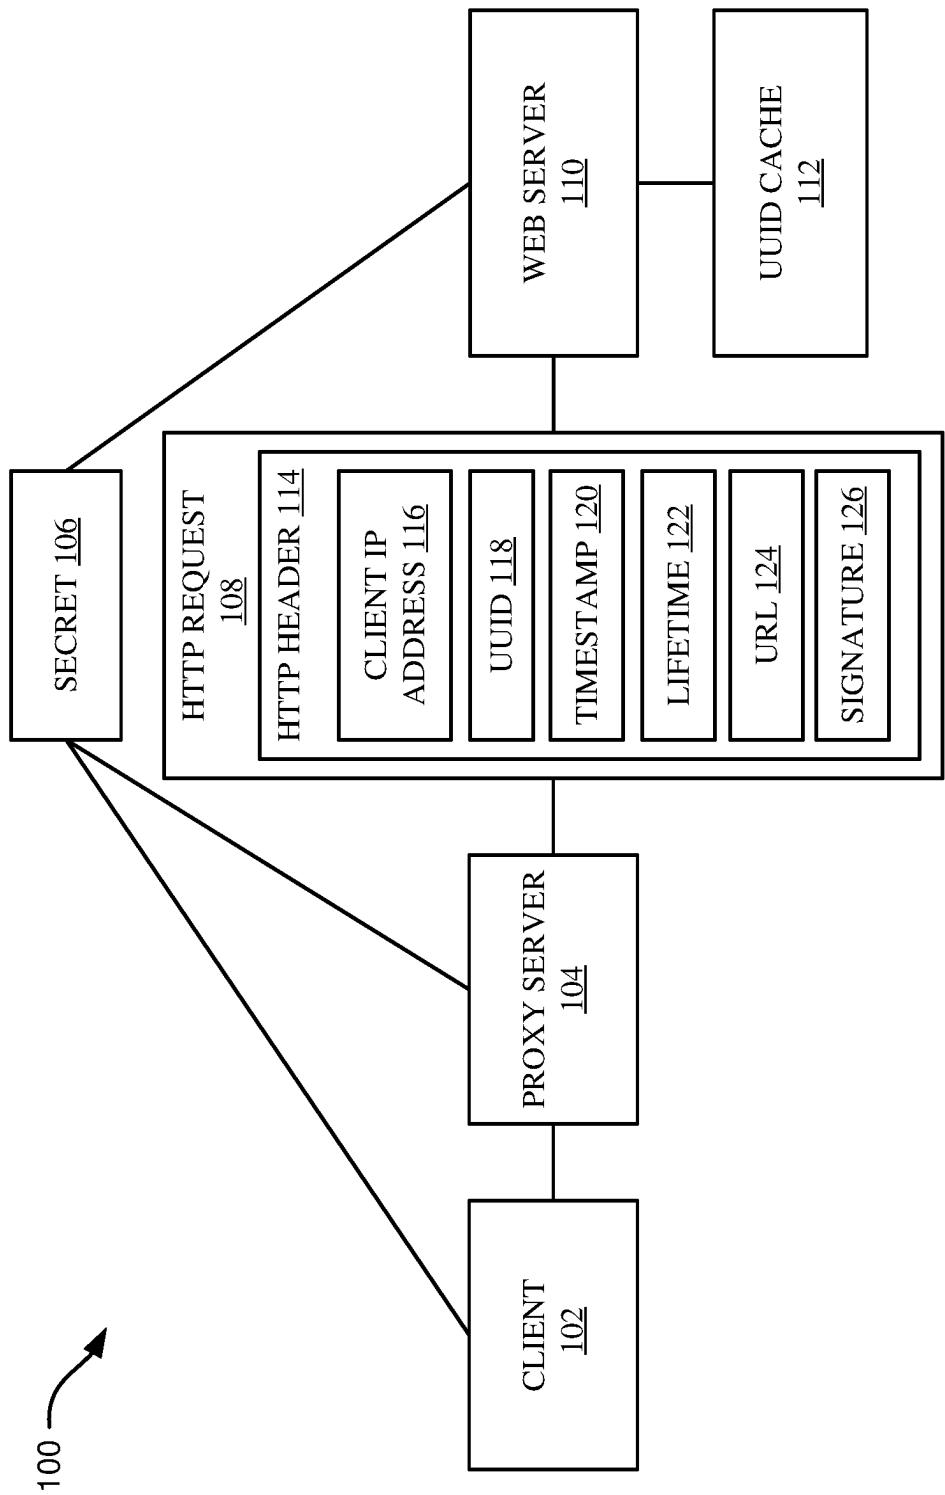 100
SECRET 106
HTTP REQUEST
108
HTTP HEADER 114
CLIENT IP
ADDRESS 116
UUID 118
TIMESTAMP 120
LIFETIME 122
URL 124
SIGNATURE 126
CLIENT
102
PROXY SERVER
104
WEB SERVER
110
UUID CACHE
112